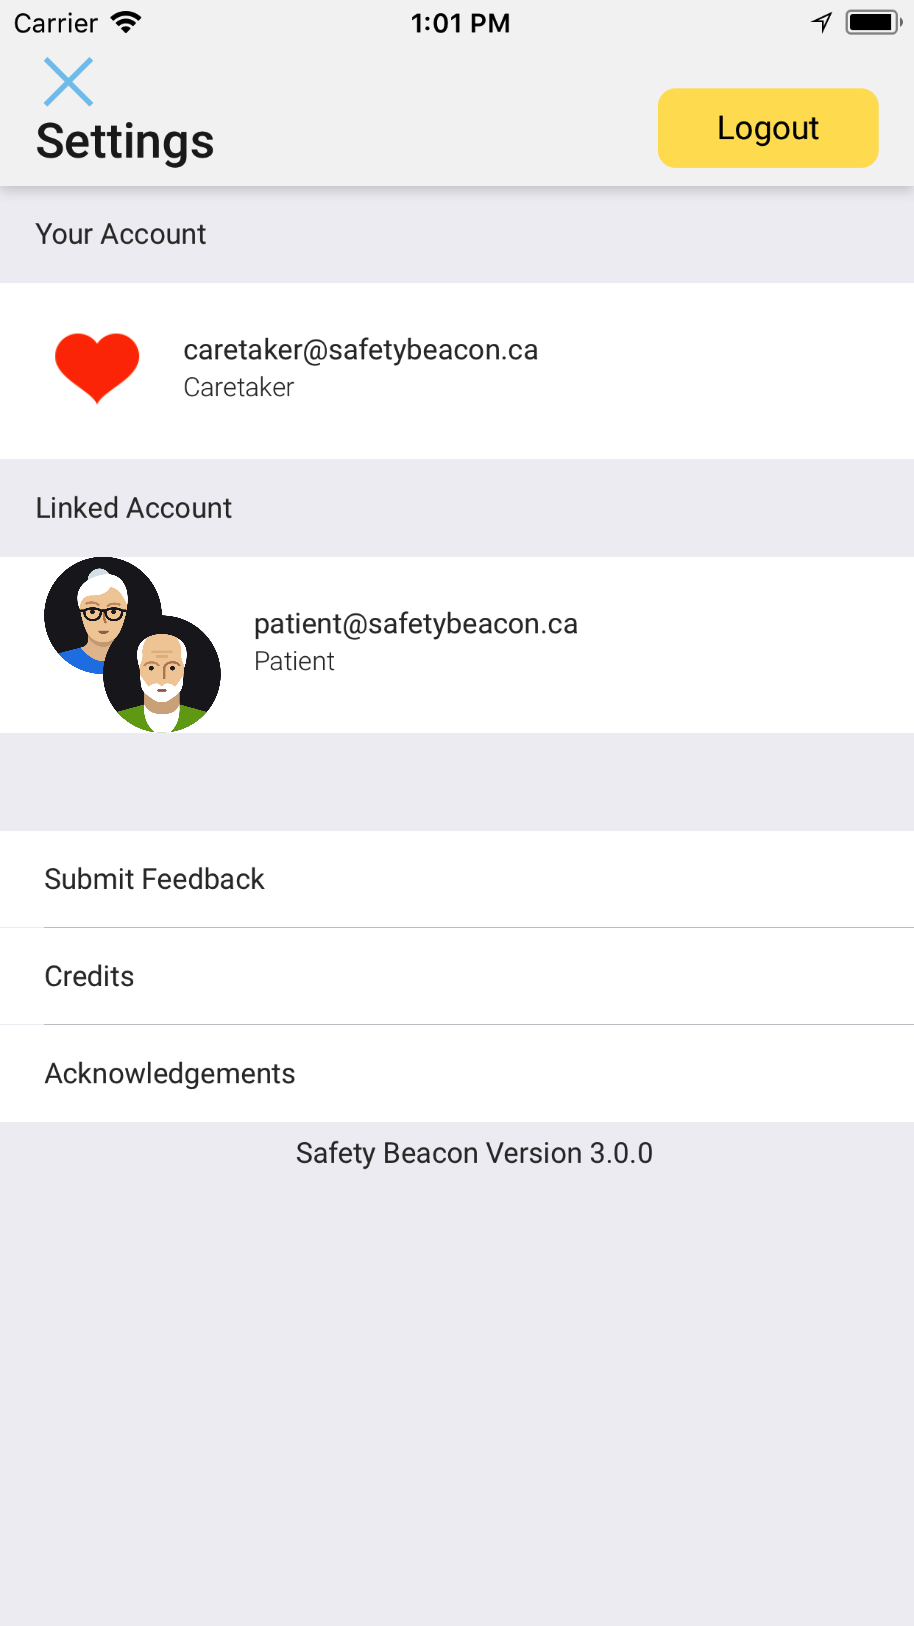 Carrier 1:01 PM
Settings
Logout
Your Account
caretaker@safetybeacon.ca
Caretaker
Linked Account
patient@safetybeacon.ca
Patient
Submit Feedback
Credits
Acknowledgements
Safety Beacon Version 3.0.0